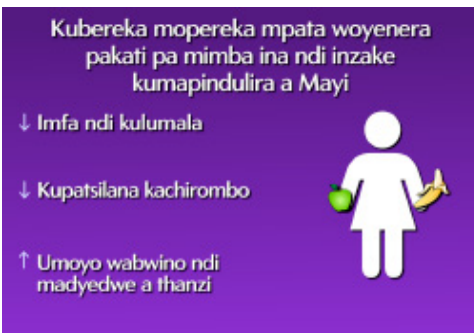 Kubereka mopereka mpata woyenera
pakati pa mimba ina ndi inzake
kumapindulira a Mayi
↓ Imfa ndi kulumala
↓ Kupatsilana kachirombo
↑ Umoyo wabwino ndi
madyedwe a thanzi